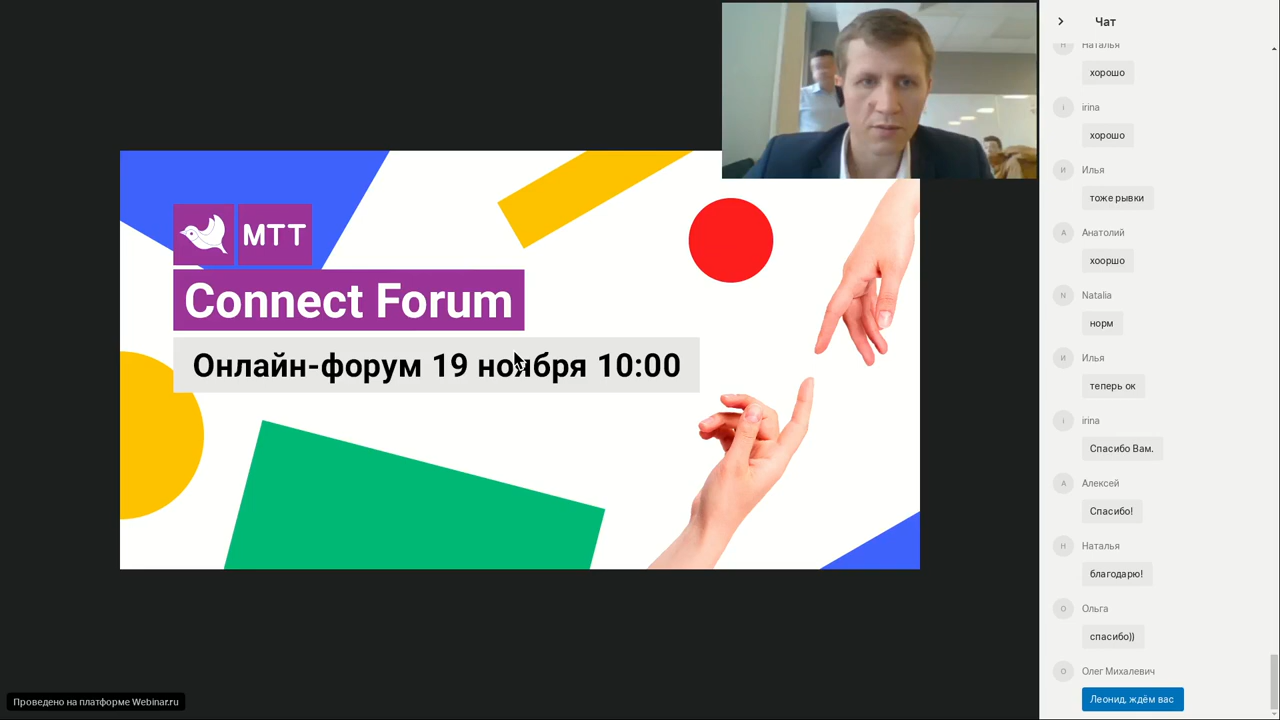 МТТ
Connect Forum
Онлайн-форум 19 ноября 10:00
Проведено на платформе Webinar.ru
Чат
Наталья
хорошо
i
irina
хорошо
И
Илья
тоже рывки
А
Анатолий
хооршо
N
Natalia
норм
И
Илья
теперь ок
i
irina
Спасибо Вам.
А
Алексей
Спасибо!
Н
Наталья
благодарю!
О
Ольга
спасибо))
О
Олег Михалевич
Леонид, ждём вас